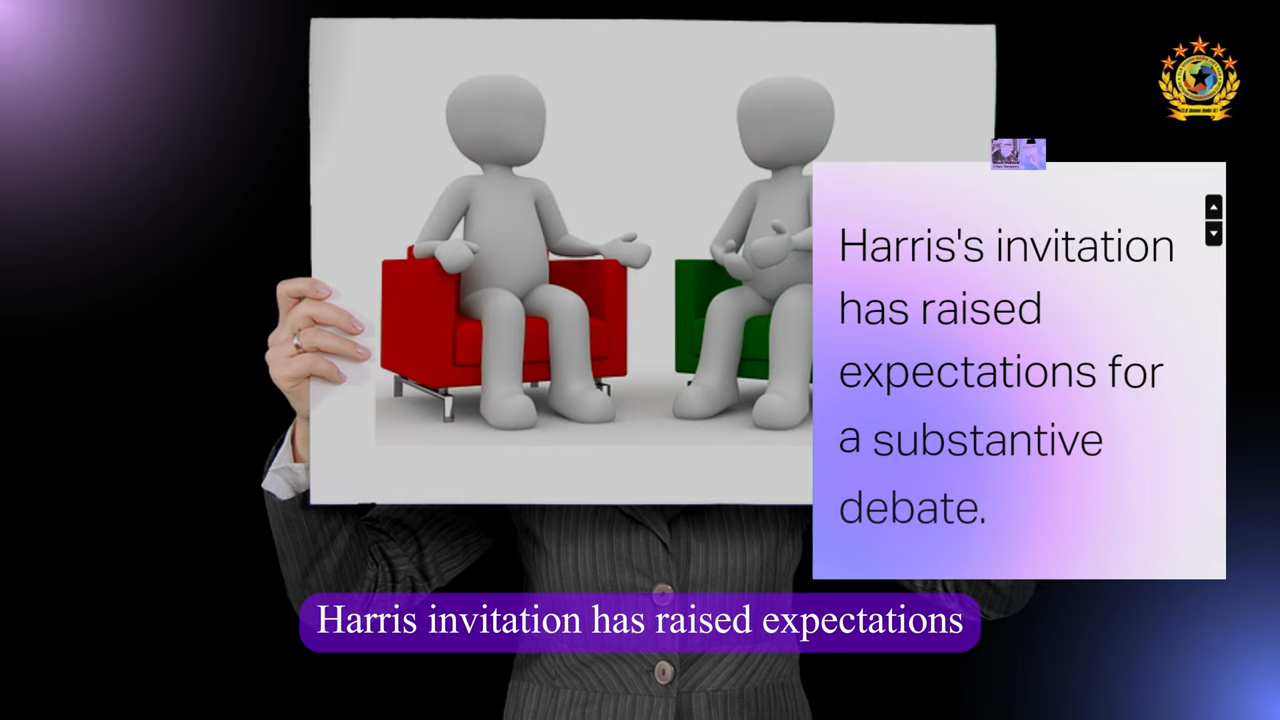 Harris's invitation
has raised
expectations for
a substantive
debate.
Harris invitation has raised expectations